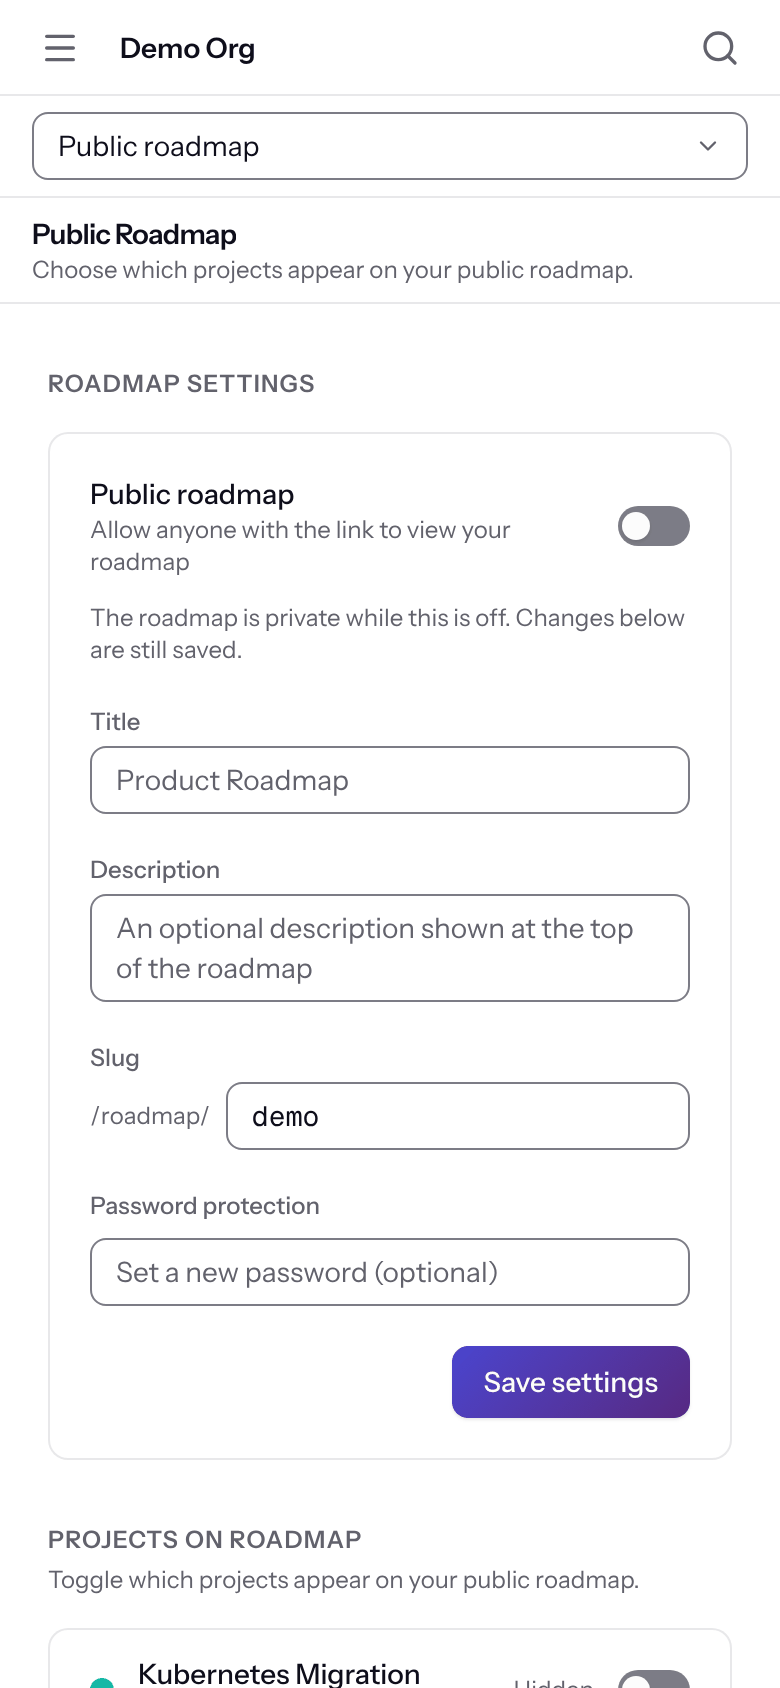 Demo Org
Public roadmap
Public Roadmap
Choose which projects appear on your public roadmap.
ROADMAP SETTINGS
Public roadmap
Allow anyone with the link to view your
roadmap
The roadmap is private while this is off. Changes below
are still saved.
Title
Product Roadmap
Description
An optional description shown at the top
of the roadmap
Slug
/roadmap/ demo
Password protection
Set a new password (optional)
Save settings
PROJECTS ON ROADMAP
Toggle which projects appear on your public roadmap.
Kubernetes Migration
Hidden